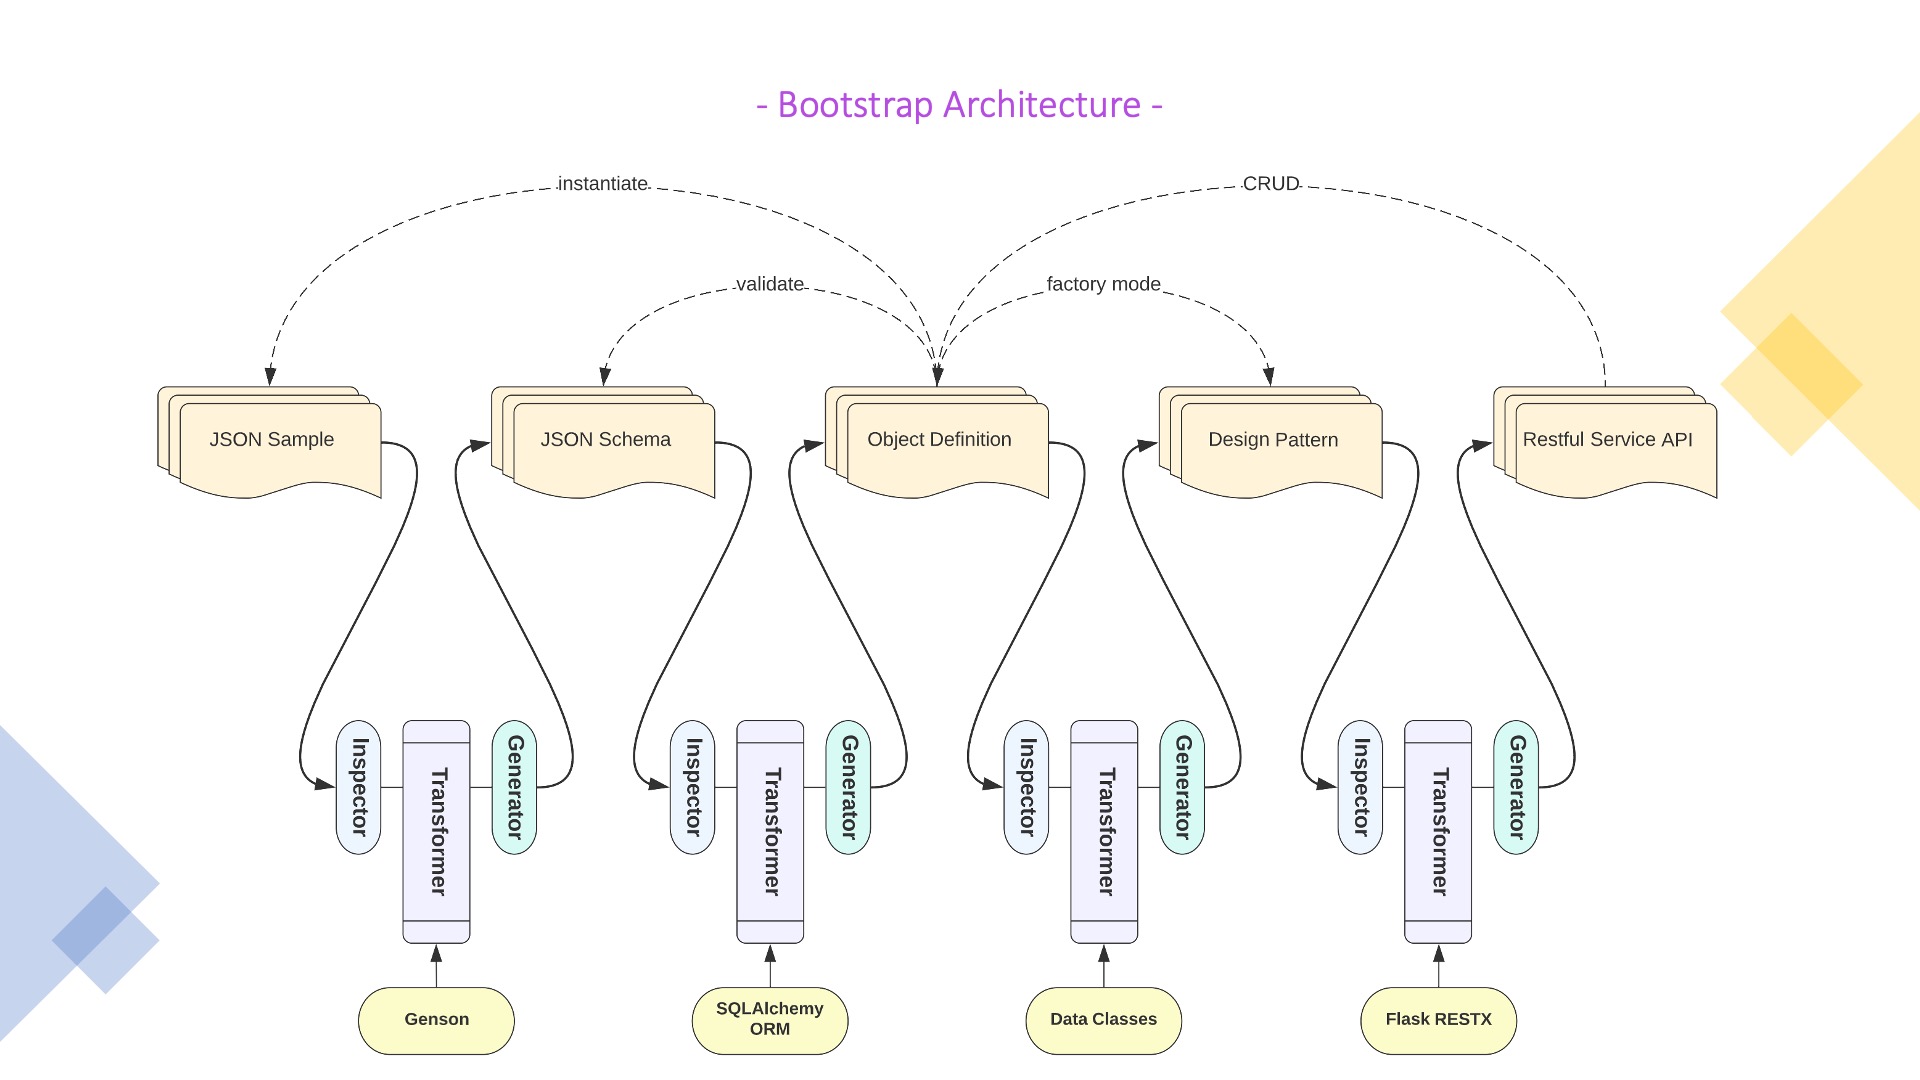 - Bootstrap Architecture -
instantiate
CRUD
validate
factory mode
JSON Sample
JSON Schema
Object Definition
Design Pattern
Restful Service API
Inspector
Transformer
Generator
Inspector
Transformer
Generator
Inspector
Transformer
Generator
Inspector
Transformer
Generator
Genson
SQLAlchemy
ORM
Data Classes
Flask RESTX